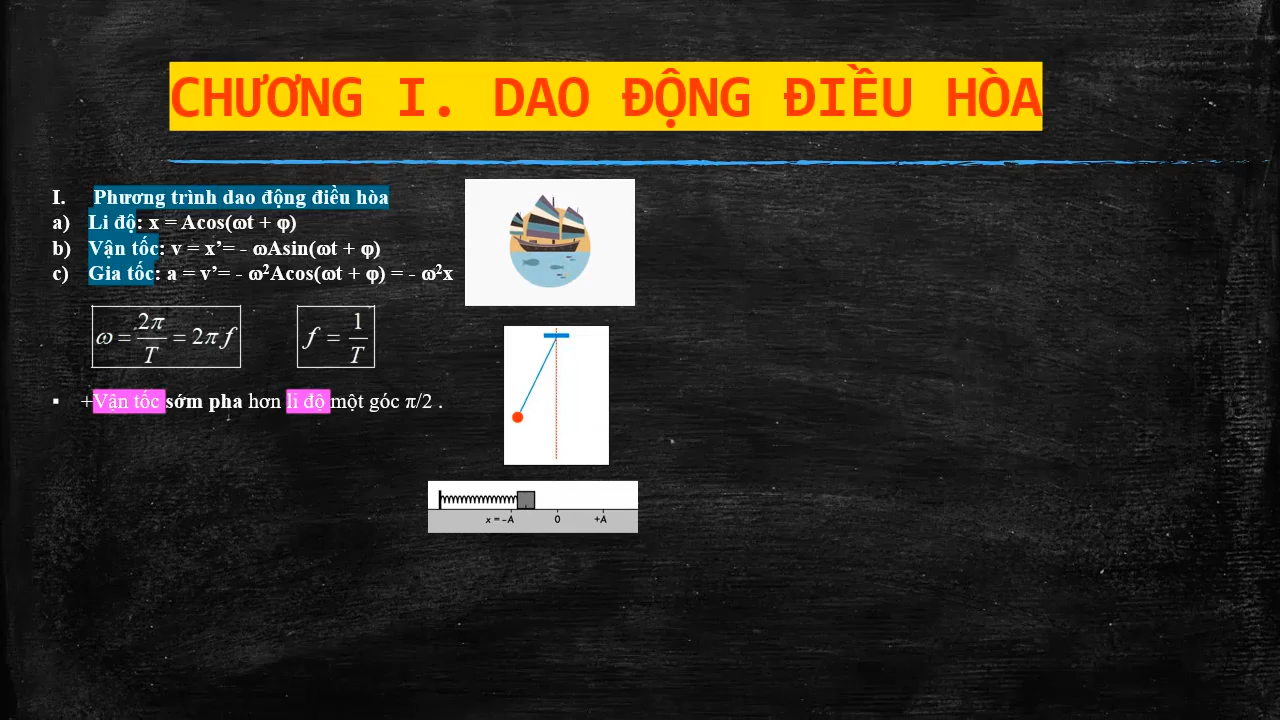 CHƯƠNG I. DAO ĐỘNG ĐIỀU HÒA
I. Phương trình dao động điều hòa
a) Li độ: x = Acos(ωt + φ)
b) Vận tốc: v = x’= - ωAsin(ωt + φ)
c) Gia tốc: a = v’= - ω²Acos(ωt + φ) = - ω²x
ω = 2π/T = 2πf
f = 1/T
▪ +Vận tốc sớm pha hơn li độ một góc π/2 .
x = –A 0 +A